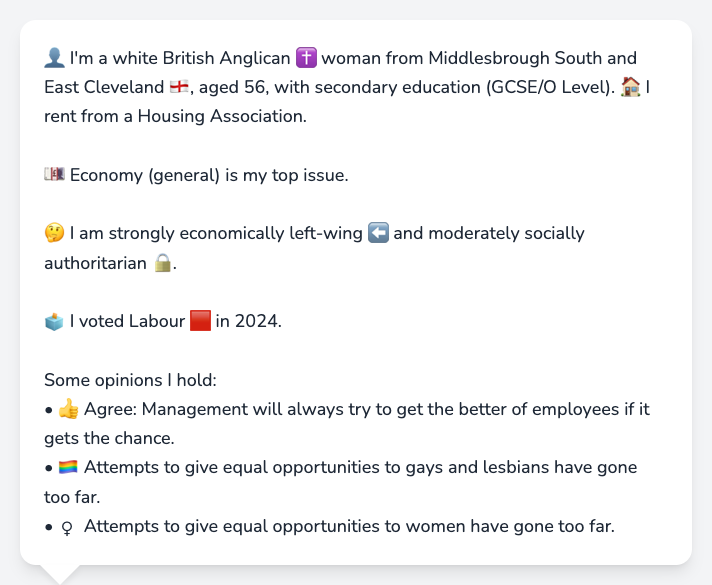 👤 I'm a white British Anglican ✝️ woman from Middlesbrough South and
East Cleveland 🏴󠁧󠁢󠁥󠁮󠁧󠁿, aged 56, with secondary education (GCSE/O Level). 🏠 I
rent from a Housing Association.
💷 Economy (general) is my top issue.
🤔 I am strongly economically left-wing ⬅️ and moderately socially
authoritarian 🔒.
🗳️ I voted Labour 🟥 in 2024.
Some opinions I hold:
• 👍 Agree: Management will always try to get the better of employees if it
gets the chance.
• 🏳️‍🌈 Attempts to give equal opportunities to gays and lesbians have gone
too far.
• ♀ Attempts to give equal opportunities to women have gone too far.